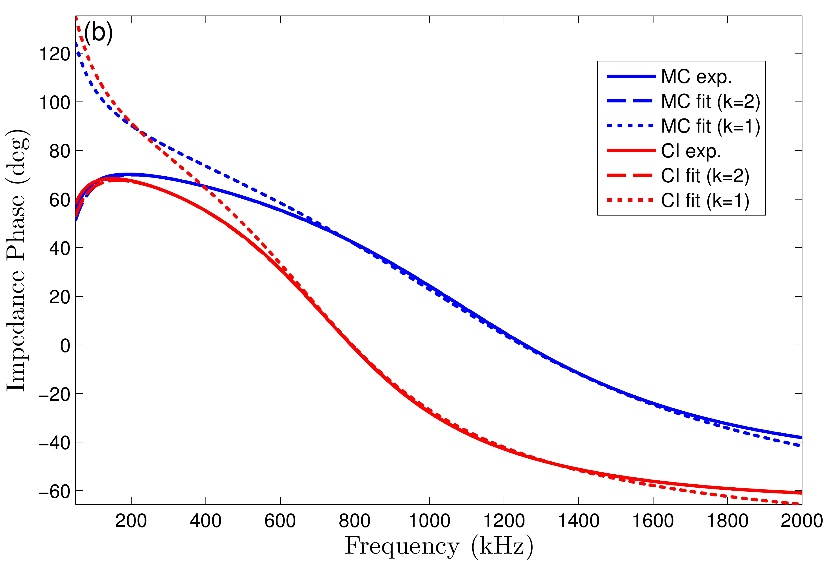 (b)
120
100
80
60
40
20
0
−20
−40
−60
Impedance Phase (deg)
MC exp.
MC fit (k=2)
MC fit (k=1)
CI exp.
CI fit (k=2)
CI fit (k=1)
200 400 600 800 1000 1200 1400 1600 1800 2000
Frequency (kHz)